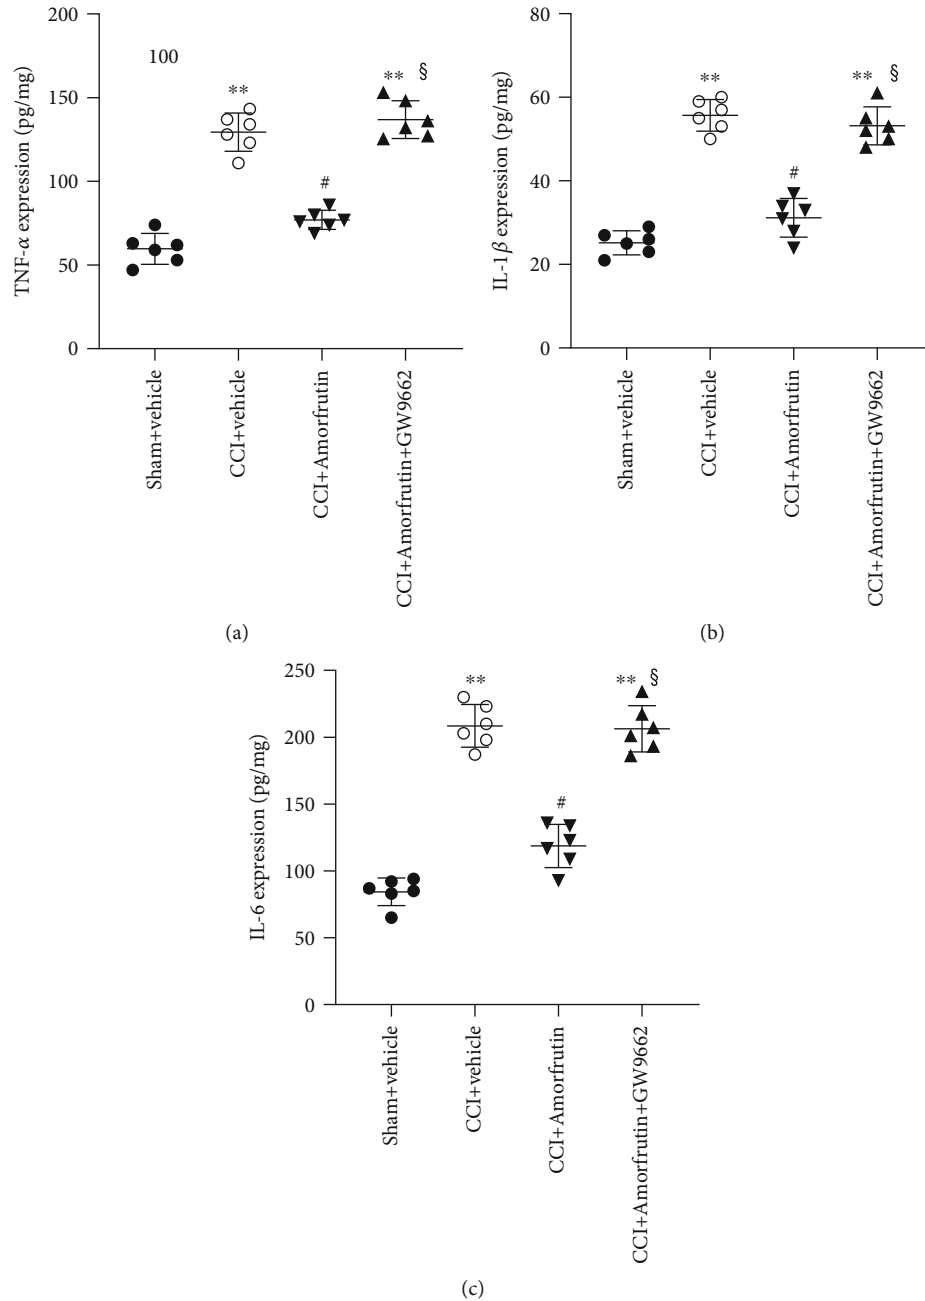 200
150
100
50
0
TNF-α expression (pg/mg)
100
**
#
**
§
Sham+vehicle
CCI+vehicle
CCI+Amorfrutin
CCI+Amorfrutin+GW9662
(a)
80
60
40
20
0
IL-1β expression (pg/mg)
**
#
**
§
Sham+vehicle
CCI+vehicle
CCI+Amorfrutin
CCI+Amorfrutin+GW9662
(b)
250
200
150
100
50
0
IL-6 expression (pg/mg)
**
#
**
§
Sham+vehicle
CCI+vehicle
CCI+Amorfrutin
CCI+Amorfrutin+GW9662
(c)